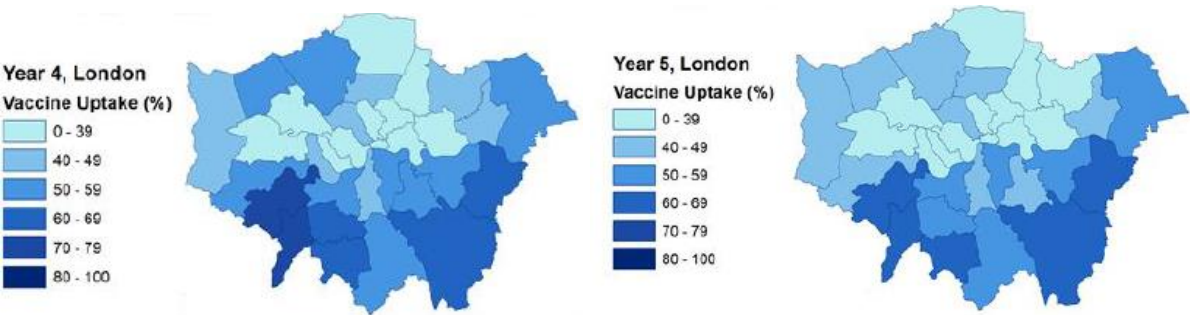 Year 4, London
Vaccine Uptake (%)
0 - 39
40 - 49
50 - 59
60 - 69
70 - 79
80 - 100
Year 5, London
Vaccine Uptake (%)
0 - 39
40 - 49
50 - 59
60 - 69
70 - 79
80 - 100